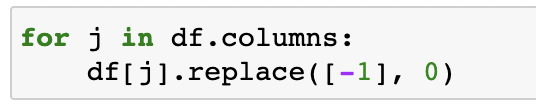 for j in df.columns:
    df[j].replace([-1], 0)